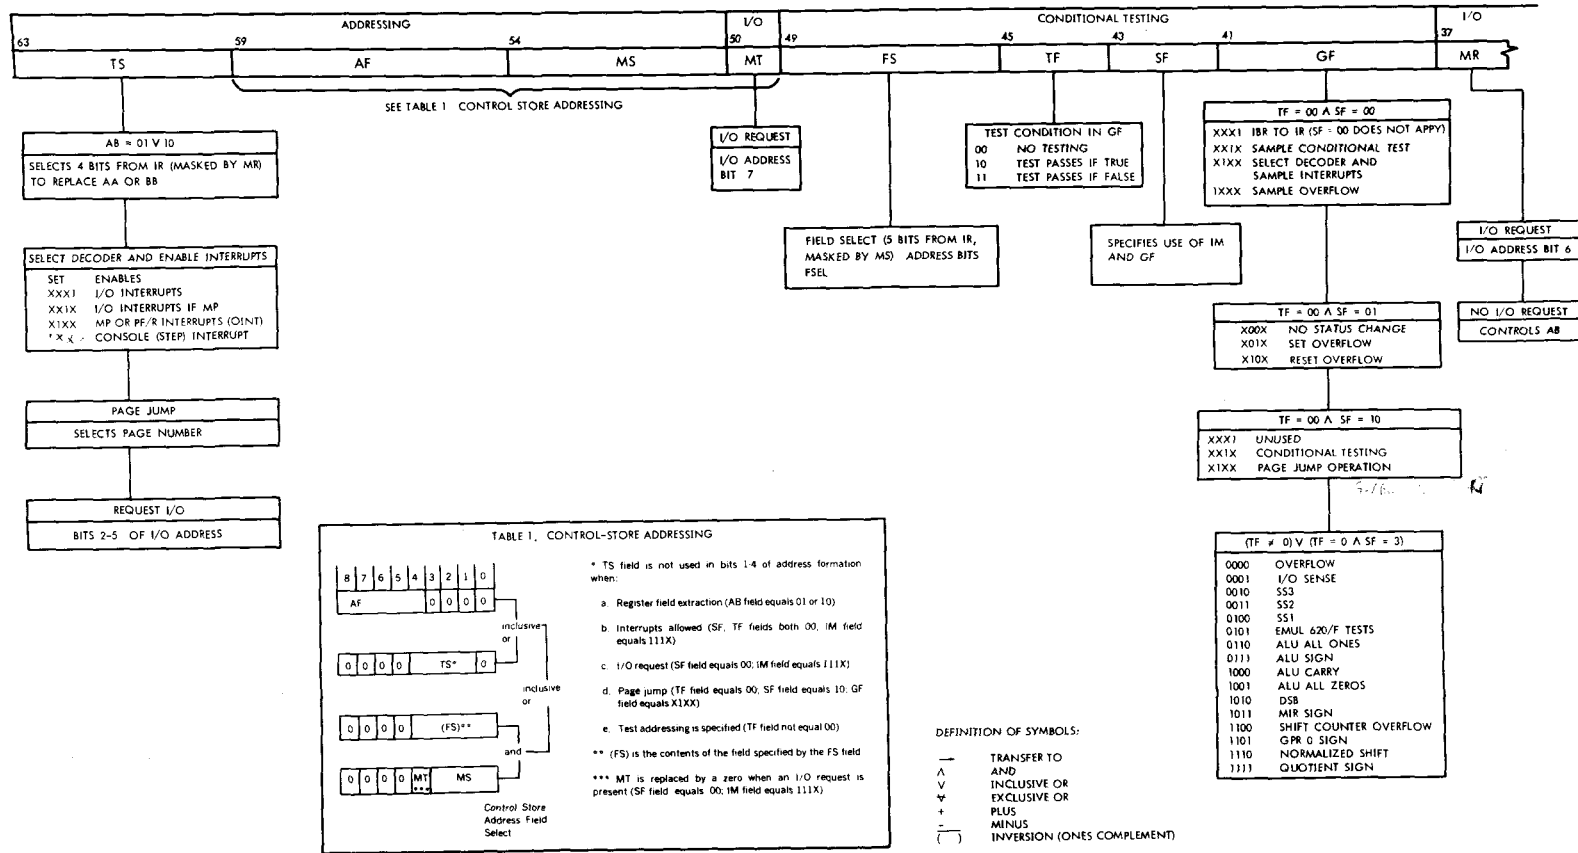 ADDRESSING
I/O
CONDITIONAL TESTING
I/O
63
59
54
50
49
45
43
41
37
TS
AF
MS
MT
FS
TF
SF
GF
MR
SEE TABLE 1 CONTROL STORE ADDRESSING
AB = 01 V 10
SELECTS 4 BITS FROM IR (MASKED BY MR)
TO REPLACE AA OR BB
SELECT DECODER AND ENABLE INTERRUPTS
SET ENABLES
XXX1 I/O INTERRUPTS
XX1X I/O INTERRUPTS IF MP
X1XX MP OR PF/R INTERRUPTS (OINT)
CONSOLE (STEP) INTERRUPT
PAGE JUMP
SELECTS PAGE NUMBER
REQUEST I/O
BITS 2-5 OF I/O ADDRESS
I/O REQUEST
I/O ADDRESS
BIT 7
FIELD SELECT (5 BITS FROM IR,
MASKED BY MS) ADDRESS BITS
FSEL
TEST CONDITION IN GF
00 NO TESTING
10 TEST PASSES IF TRUE
11 TEST PASSES IF FALSE
SPECIFIES USE OF IM
AND GF
TF = 00 Λ SF = 00
XXX1 IBR TO IR (SF = 00 DOES NOT APPY)
XX1X SAMPLE CONDITIONAL TEST
X1XX SELECT DECODER AND
SAMPLE INTERRUPTS
1XXX SAMPLE OVERFLOW
TF = 00 Λ SF = 01
X00X NO STATUS CHANGE
X01X SET OVERFLOW
X10X RESET OVERFLOW
TF = 00 Λ SF = 10
XXX1 UNUSED
XX1X CONDITIONAL TESTING
X1XX PAGE JUMP OPERATION
(TF ≠ 0) V (TF = 0 Λ SF = 3)
0000 OVERFLOW
0001 I/O SENSE
0010 SS3
0011 SS2
0100 SS1
0101 EMUL 620/F TESTS
0110 ALU ALL ONES
0111 ALU SIGN
1000 ALU CARRY
1001 ALU ALL ZEROS
1010 DSB
1011 MIR SIGN
1100 SHIFT COUNTER OVERFLOW
1101 GPR 0 SIGN
1110 NORMALIZED SHIFT
1111 QUOTIENT SIGN
I/O REQUEST
I/O ADDRESS BIT 6
NO I/O REQUEST
CONTROLS AB
TABLE 1. CONTROL-STORE ADDRESSING
8 7 6 5 4 3 2 1 0
AF 0 0 0 0
inclusive
or
0 0 0 0 TS* 0
inclusive
or
0 0 0 0 (FS)**
and
0 0 0 0 MT *** MS
Control Store
Address Field
Select
* TS field is not used in bits 1-4 of address formation
when:
a. Register field extraction (AB field equals 01 or 10)
b. Interrupts allowed (SF, TF fields both 00, IM field
equals 111X)
c. I/O request (SF field equals 00; IM field equals 111X)
d. Page jump (TF field equals 00, SF field equals 10; GF
field equals X1XX)
e. Test addressing is specified (TF field not equal 00)
** (FS) is the contents of the field specified by the FS field
*** MT is replaced by a zero when an I/O request is
present (SF field equals 00; IM field equals 111X)
DEFINITION OF SYMBOLS:
→ TRANSFER TO
Λ AND
V INCLUSIVE OR
⊻ EXCLUSIVE OR
+ PLUS
- MINUS
( ) INVERSION (ONES COMPLEMENT)